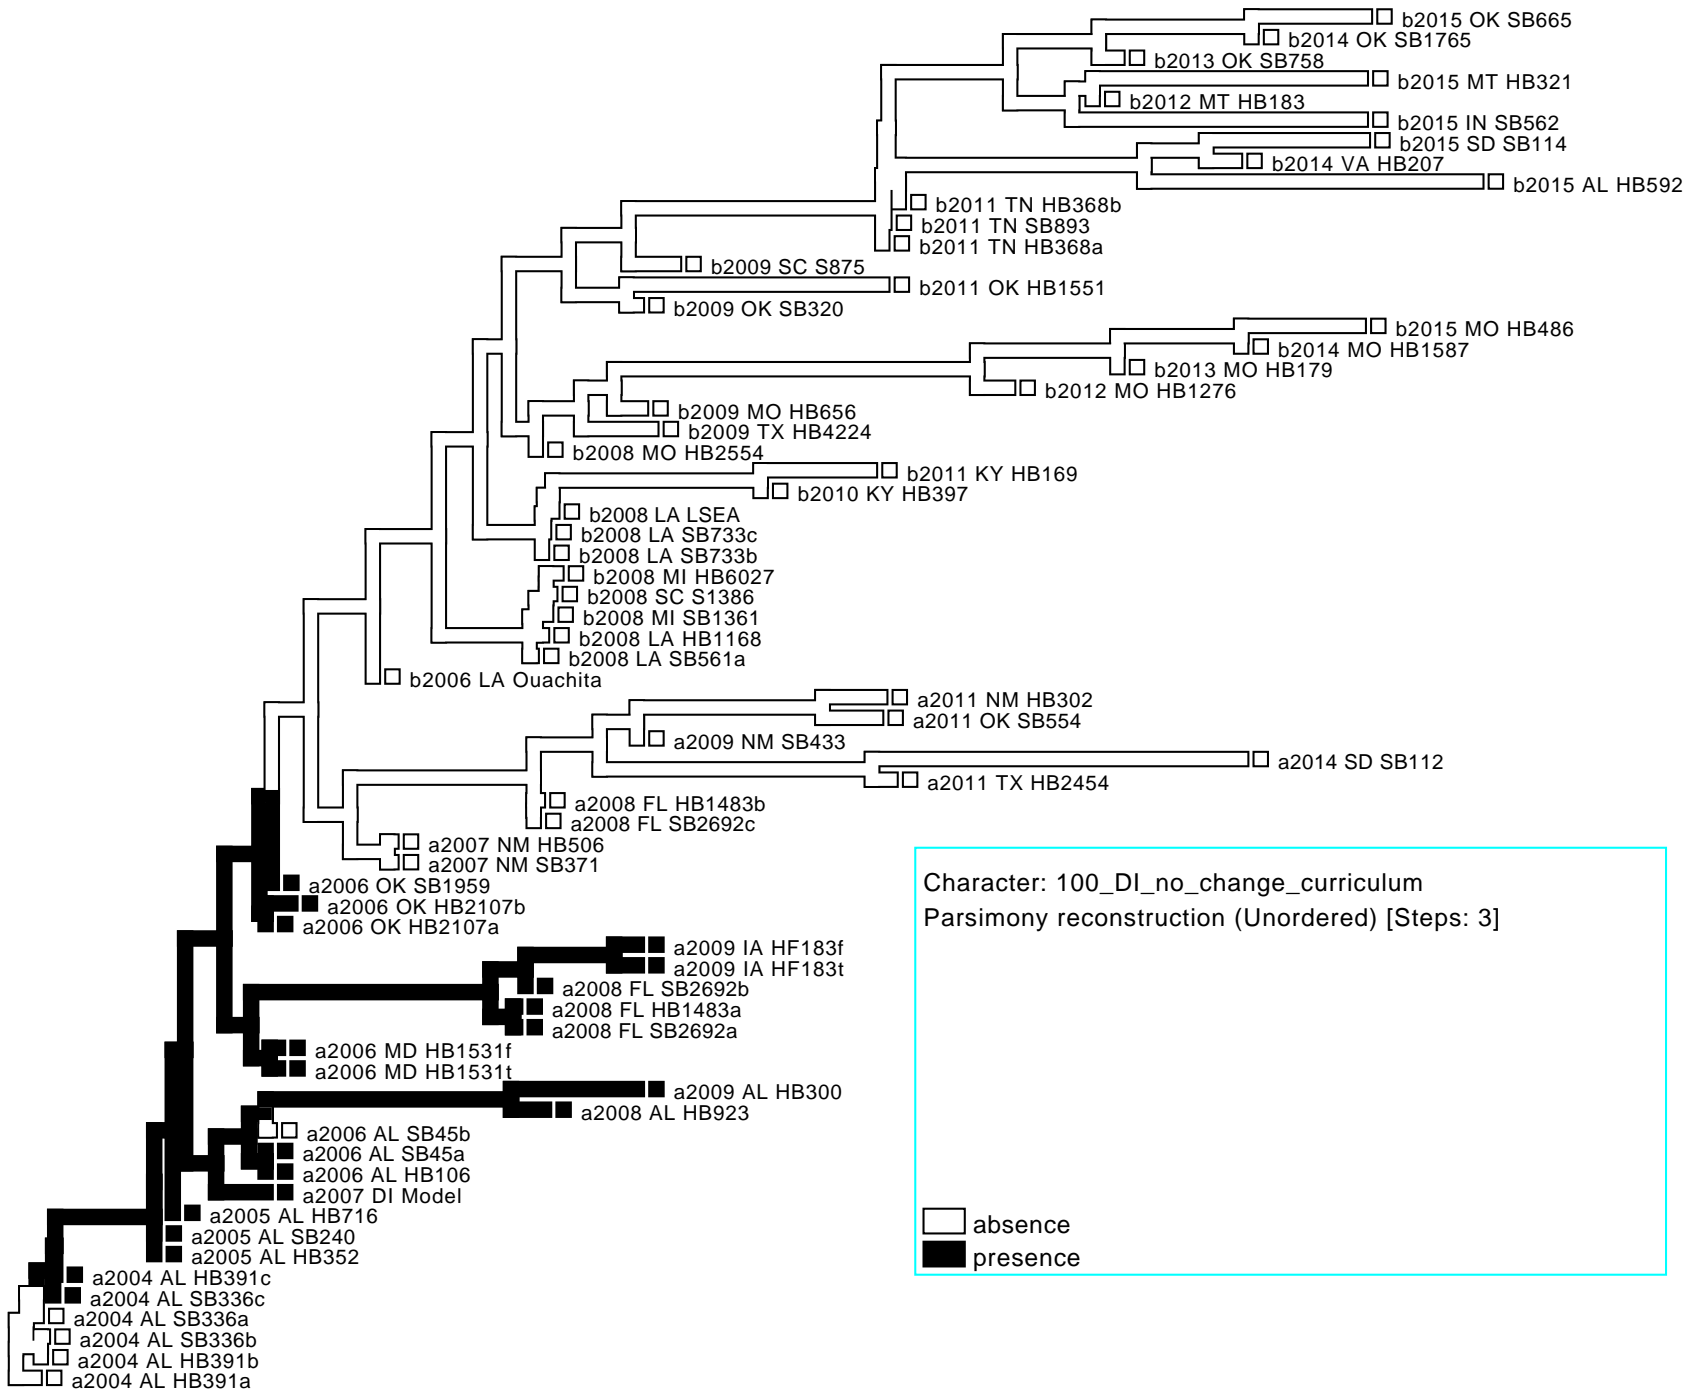 b2015 OK SB665
b2014 OK SB1765
b2013 OK SB758
b2015 MT HB321
b2012 MT HB183
b2015 IN SB562
b2015 SD SB114
b2014 VA HB207
b2015 AL HB592
b2011 TN HB368b
b2011 TN SB893
b2011 TN HB368a
b2009 SC S875
b2011 OK HB1551
b2009 OK SB320
b2015 MO HB486
b2014 MO HB1587
b2013 MO HB179
b2012 MO HB1276
b2009 MO HB656
b2009 TX HB4224
b2008 MO HB2554
b2011 KY HB169
b2010 KY HB397
b2008 LA LSEA
b2008 LA SB733c
b2008 LA SB733b
b2008 MI HB6027
b2008 SC S1386
b2008 MI SB1361
b2008 LA HB1168
b2008 LA SB561a
b2006 LA Ouachita
a2011 NM HB302
a2011 OK SB554
a2009 NM SB433
a2014 SD SB112
a2011 TX HB2454
a2008 FL HB1483b
a2008 FL SB2692c
a2007 NM HB506
a2007 NM SB371
a2006 OK SB1959
a2006 OK HB2107b
a2006 OK HB2107a
a2009 IA HF183f
a2009 IA HF183t
a2008 FL SB2692b
a2008 FL HB1483a
a2008 FL SB2692a
a2006 MD HB1531f
a2006 MD HB1531t
a2009 AL HB300
a2008 AL HB923
a2006 AL SB45b
a2006 AL SB45a
a2006 AL HB106
a2007 DI Model
a2005 AL HB716
a2005 AL SB240
a2005 AL HB352
a2004 AL HB391c
a2004 AL SB336c
a2004 AL SB336a
a2004 AL SB336b
a2004 AL HB391b
a2004 AL HB391a
Character: 100_DI_no_change_curriculum
Parsimony reconstruction (Unordered) [Steps: 3]
absence
presence